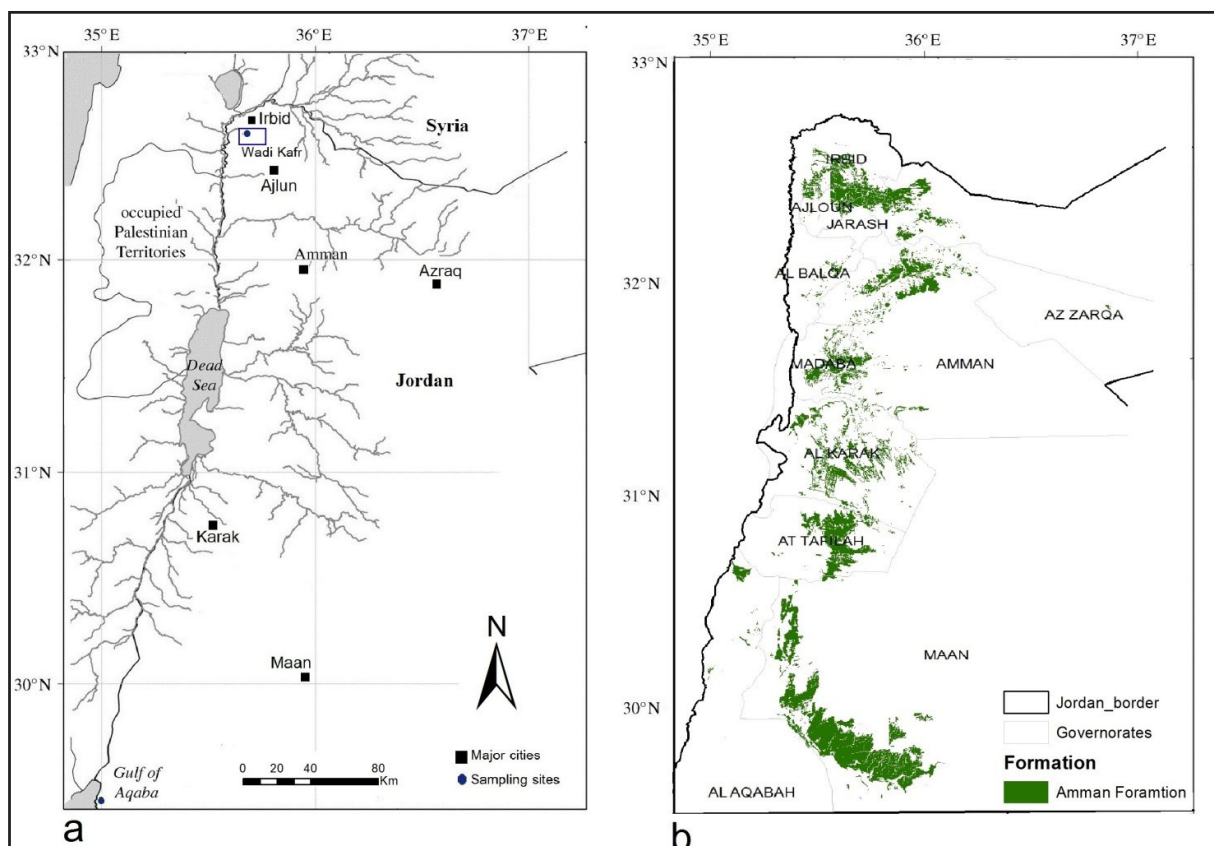 35°E
36°E
37°E
33°N
Irbid
Syria
Wadi Kafr
Ajlun
occupied
Palestinian
Territories
32°N
Amman
Azraq
Dead
Sea
Jordan
31°N
Karak
N
Maan
30°N
Major cities
Sampling sites
Gulf of
Aqaba
0 20 40 80
Km
a
35°E
36°E
37°E
33°N
IRBID
AJLOUN
JARASH
AL BALQA
32°N
AZ ZARQA
MADABA
AMMAN
AL KARAK
31°N
AT TAFILAH
MAAN
30°N
Jordan_border
Governorates
Formation
Amman Foramtion
AL AQABAH
b